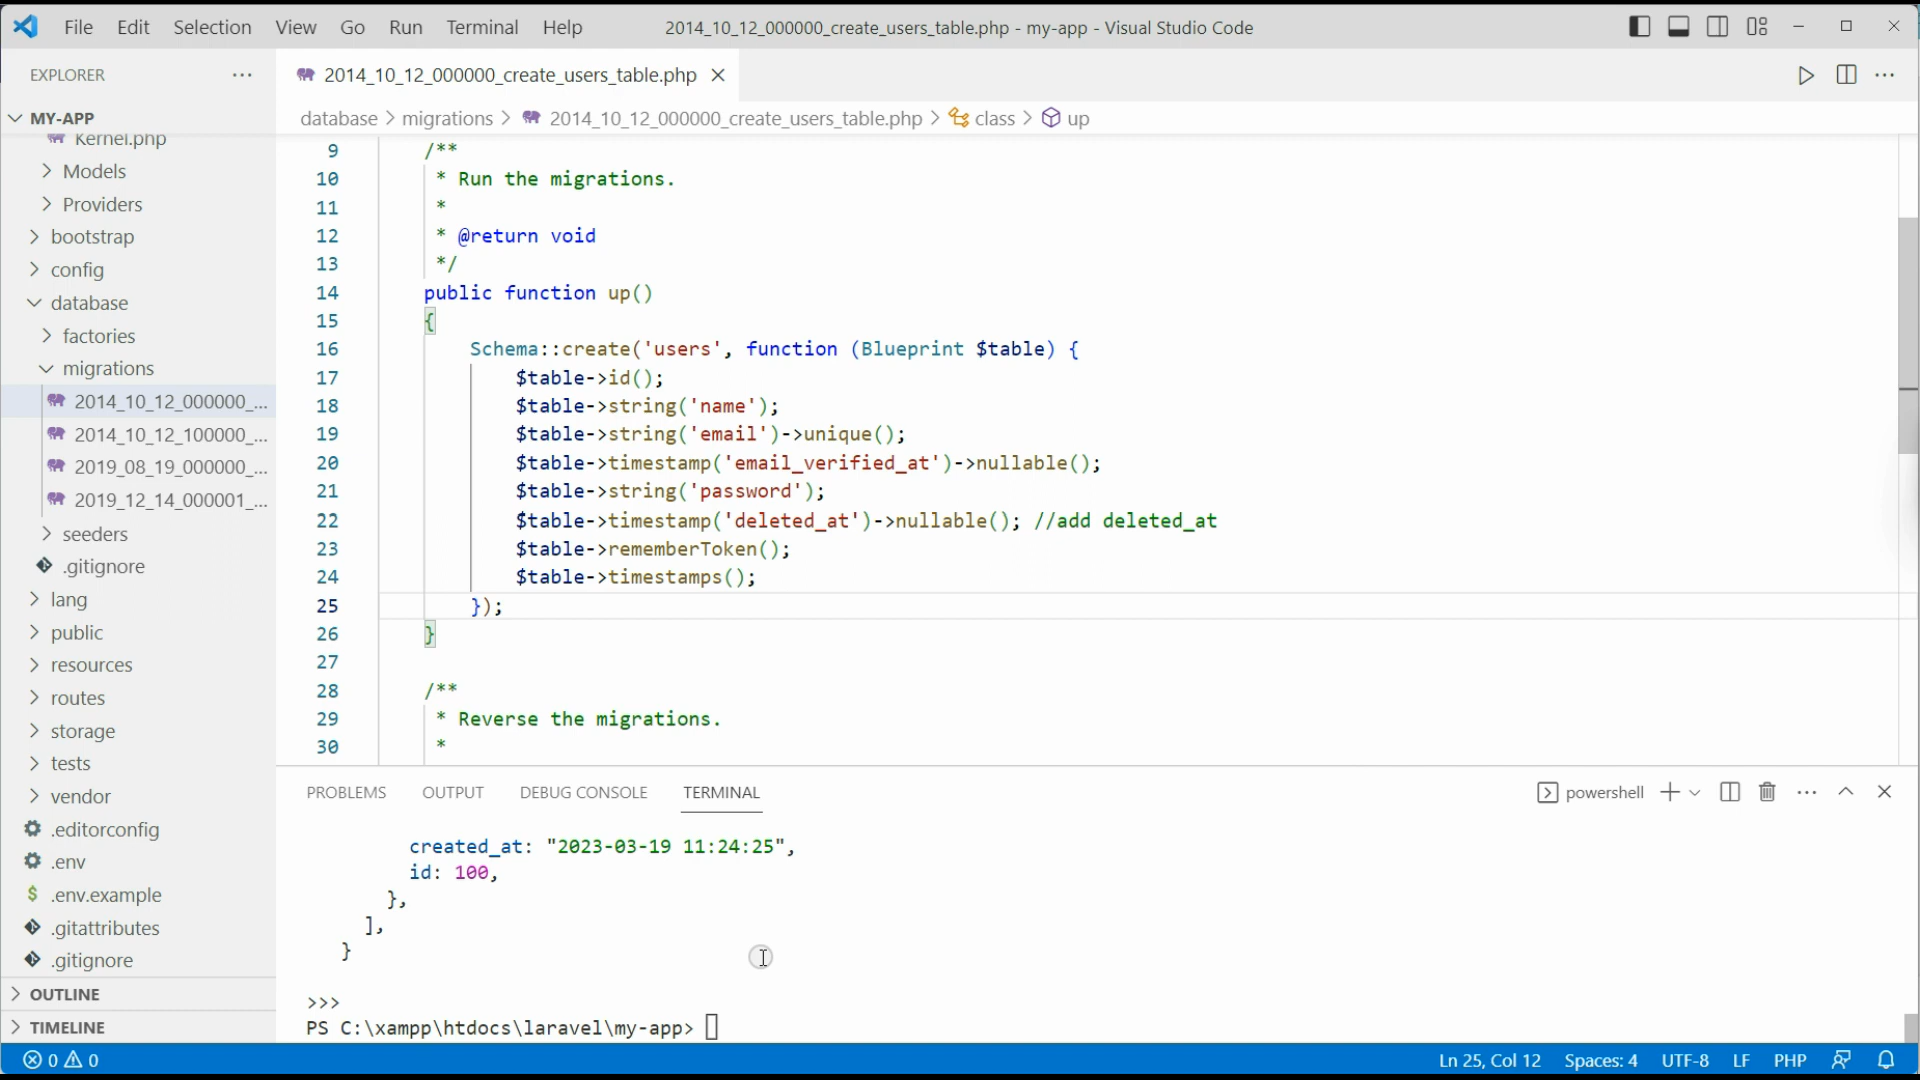 File Edit Selection View Go Run Terminal Help
2014_10_12_000000_create_users_table.php - my-app - Visual Studio Code
EXPLORER
2014_10_12_000000_create_users_table.php
MY-APP
Kernel.php
Models
Providers
bootstrap
config
database
factories
migrations
2014_10_12_000000_...
2014_10_12_100000_...
2019_08_19_000000_...
2019_12_14_000001_...
seeders
.gitignore
lang
public
resources
routes
storage
tests
vendor
.editorconfig
.env
.env.example
.gitattributes
.gitignore
OUTLINE
TIMELINE
database > migrations > 2014_10_12_000000_create_users_table.php > class > up
9 /**
10 * Run the migrations.
11 *
12 * @return void
13 */
14 public function up()
15 {
16 Schema::create('users', function (Blueprint $table) {
17 $table->id();
18 $table->string('name');
19 $table->string('email')->unique();
20 $table->timestamp('email_verified_at')->nullable();
21 $table->string('password');
22 $table->timestamp('deleted_at')->nullable(); //add deleted_at
23 $table->rememberToken();
24 $table->timestamps();
25 });
26 }
27
28 /**
29 * Reverse the migrations.
30 *
PROBLEMS OUTPUT DEBUG CONSOLE TERMINAL
powershell
created_at: "2023-03-19 11:24:25",
id: 100,
},
],
}
>>>
PS C:\xampp\htdocs\laravel\my-app>
0 0
Ln 25, Col 12 Spaces: 4 UTF-8 LF PHP